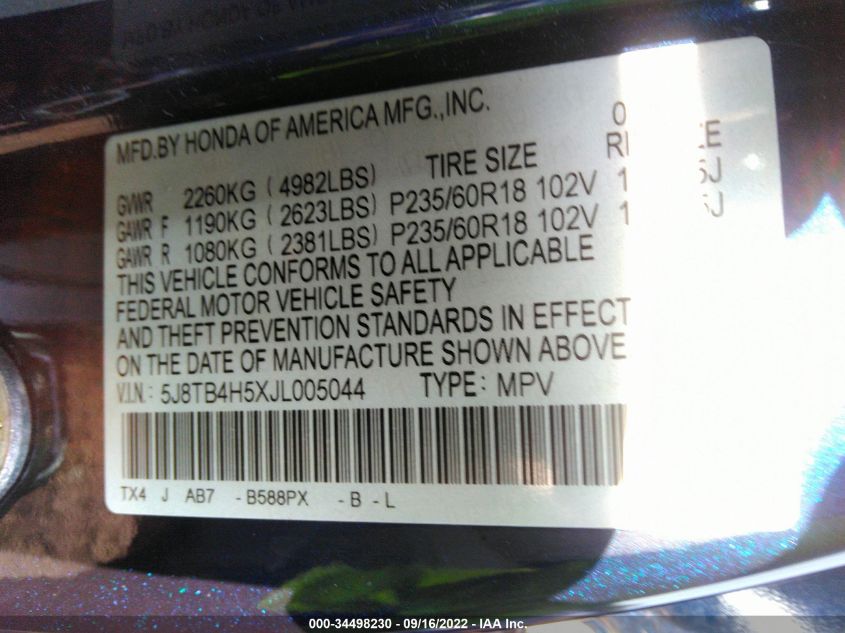 MFD.BY HONDA OF AMERICA MFG.,INC.
TIRE SIZE
GVWR 2260KG (4982LBS)
GAWR F 1190KG (2623LBS) P235/60R18 102V
GAWR R 1080KG (2381LBS) P235/60R18 102V
THIS VEHICLE CONFORMS TO ALL APPLICABLE
FEDERAL MOTOR VEHICLE SAFETY
AND THEFT PREVENTION STANDARDS IN EFFECT
ON THE DATE OF MANUFACTURE SHOWN ABOVE
V.I.N.: 5J8TB4H5XJL005044 TYPE: MPV
TX4 J AB7 - B588PX - B - L
000-34498230 - 09/16/2022 - IAA Inc.